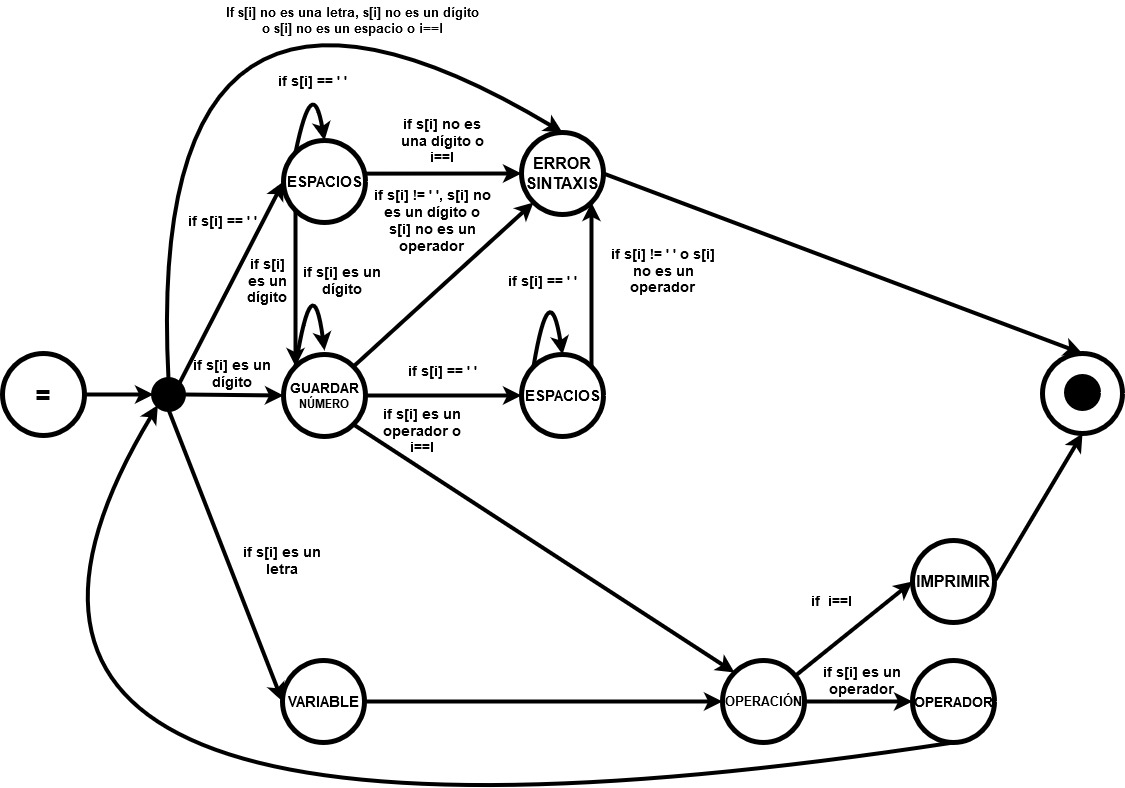 If s[i] no es una letra, s[i] no es un dígito
o s[i] no es un espacio o i==l
if s[i] == ' '
if s[i] no es
una dígito o
i==l
ERROR
SINTAXIS
ESPACIOS
if s[i] != ' ', s[i] no
es un dígito o
s[i] no es un
operador
if s[i] == ' '
if s[i]
es un
dígito
if s[i] es un
dígito
if s[i] == ' '
if s[i] != ' ' o s[i]
no es un
operador
=
if s[i] es un
dígito
GUARDAR
NÚMERO
if s[i] == ' '
ESPACIOS
if s[i] es un
operador o
i==l
if s[i] es un
letra
if i==l
IMPRIMIR
VARIABLE
OPERACIÓN
if s[i] es un
operador
OPERADOR